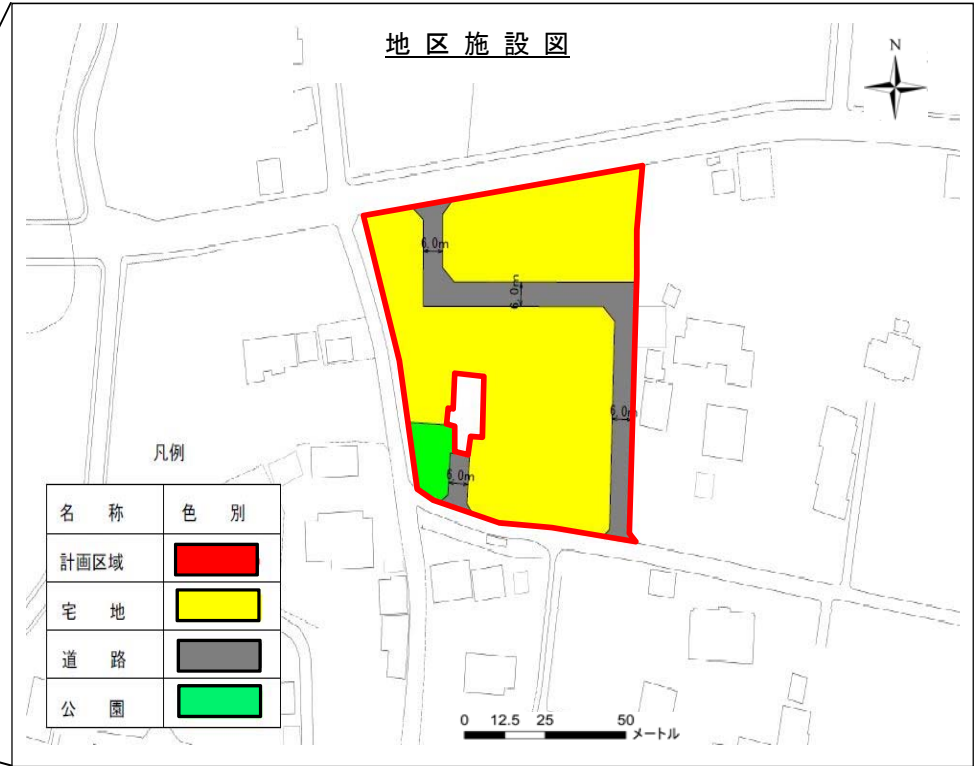 地区施設図
N
6.0m
6.0m
6.0m
6.0m
凡例
名 称 色 別
計画区域
宅 地
道 路
公 園
0 12.5 25 50
メートル